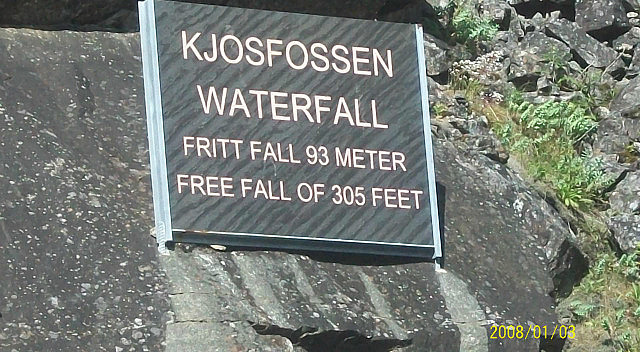 KJOSFOSSEN
WATERFALL
FRITT FALL 93 METER
FREE FALL OF 305 FEET
2008/01/03